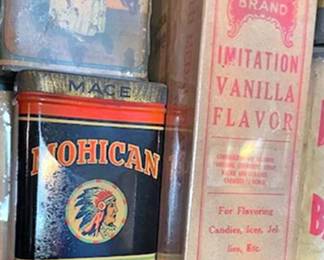 MACE
MOHICAN
BRAND
IMITATION
VANILLA
FLAVOR
For Flavoring
Candies, Ices, Jel-
lies, Etc.